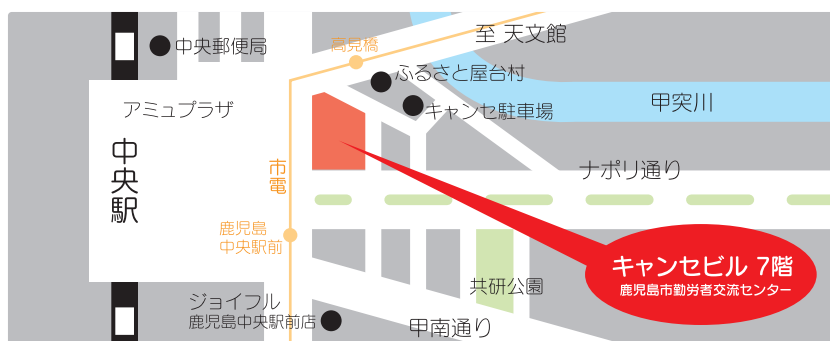 至 天文館
高見橋
中央郵便局
ふるさと屋台村
アミュプラザ
キャンセ駐車場
甲突川
中央駅
市電
ナポリ通り
鹿児島
中央駅前
キャンセビル 7階
鹿児島市勤労者交流センター
共研公園
ジョイフル
鹿児島中央駅前店
甲南通り